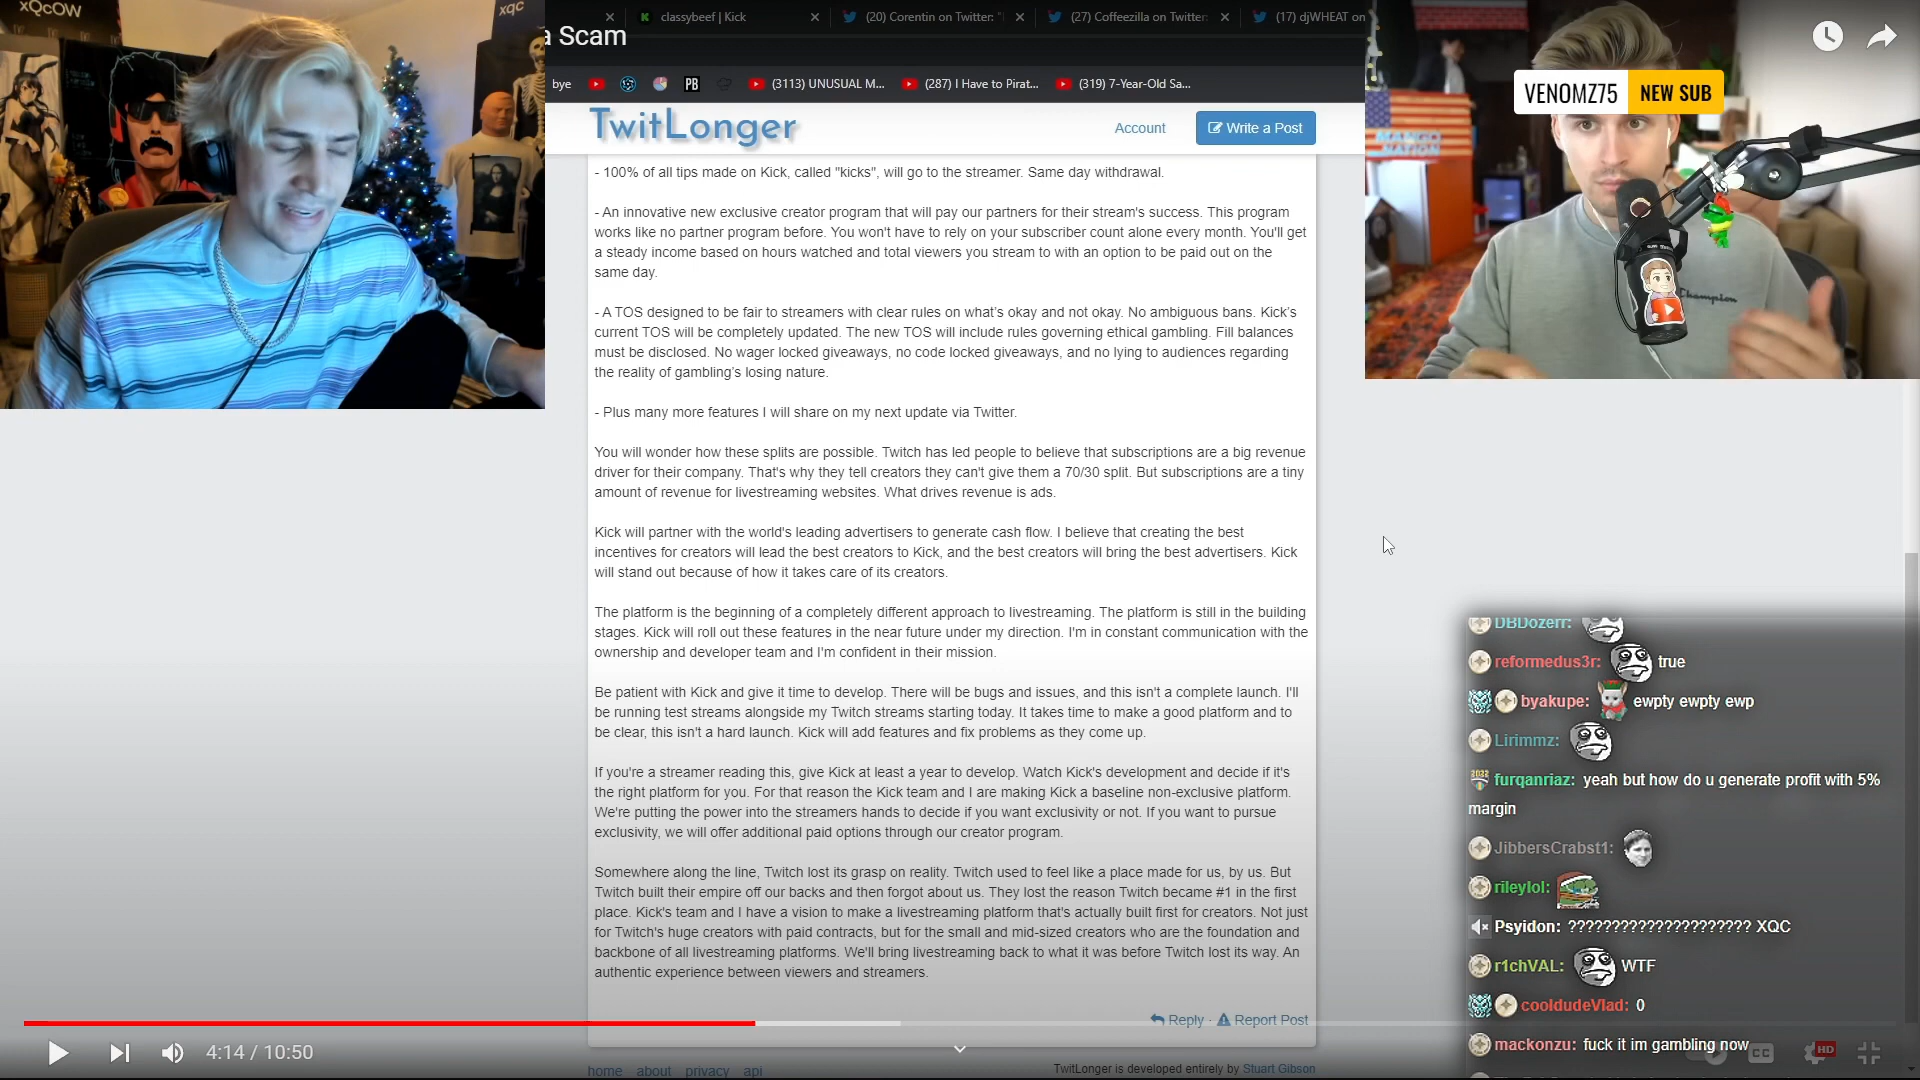 xQcOW
xqc
classybeef | Kick
(20) Corentin on Twitter: "
(27) Coffeezilla on Twitter:
(17) djWHEAT on
a Scam
bye
PB
(3113) UNUSUAL M...
(287) I Have to Pirat...
(319) 7-Year-Old Sa...
VENOMZ75 NEW SUB
MANGO
NATION
Champion
TwitLonger
Account
Write a Post
- 100% of all tips made on Kick, called "kicks", will go to the streamer. Same day withdrawal.
- An innovative new exclusive creator program that will pay our partners for their stream's success. This program
works like no partner program before. You won't have to rely on your subscriber count alone every month. You'll get
a steady income based on hours watched and total viewers you stream to with an option to be paid out on the
same day.
- A TOS designed to be fair to streamers with clear rules on what's okay and not okay. No ambiguous bans. Kick's
current TOS will be completely updated. The new TOS will include rules governing ethical gambling. Fill balances
must be disclosed. No wager locked giveaways, no code locked giveaways, and no lying to audiences regarding
the reality of gambling's losing nature.
- Plus many more features I will share on my next update via Twitter.
You will wonder how these splits are possible. Twitch has led people to believe that subscriptions are a big revenue
driver for their company. That's why they tell creators they can't give them a 70/30 split. But subscriptions are a tiny
amount of revenue for livestreaming websites. What drives revenue is ads.
Kick will partner with the world's leading advertisers to generate cash flow. I believe that creating the best
incentives for creators will lead the best creators to Kick, and the best creators will bring the best advertisers. Kick
will stand out because of how it takes care of its creators.
The platform is the beginning of a completely different approach to livestreaming. The platform is still in the building
stages. Kick will roll out these features in the near future under my direction. I'm in constant communication with the
ownership and developer team and I'm confident in their mission.
Be patient with Kick and give it time to develop. There will be bugs and issues, and this isn't a complete launch. I'll
be running test streams alongside my Twitch streams starting today. It takes time to make a good platform and to
be clear, this isn't a hard launch. Kick will add features and fix problems as they come up.
If you're a streamer reading this, give Kick at least a year to develop. Watch Kick's development and decide if it's
the right platform for you. For that reason the Kick team and I are making Kick a baseline non-exclusive platform.
We're putting the power into the streamers hands to decide if you want exclusivity or not. If you want to pursue
exclusivity, we will offer additional paid options through our creator program.
Somewhere along the line, Twitch lost its grasp on reality. Twitch used to feel like a place made for us, by us. But
Twitch built their empire off our backs and then forgot about us. They lost the reason Twitch became #1 in the first
place. Kick's team and I have a vision to make a livestreaming platform that's actually built first for creators. Not just
for Twitch's huge creators with paid contracts, but for the small and mid-sized creators who are the foundation and
backbone of all livestreaming platforms. We'll bring livestreaming back to what it was before Twitch lost its way. An
authentic experience between viewers and streamers.
Reply · Report Post
home about privacy api
TwitLonger is developed entirely by Stuart Gibson
DBDozerr:
reformedus3r: true
byakupe: ewpty ewpty ewp
Lirimmz:
furqanriaz: yeah but how do u generate profit with 5%
margin
JibbersCrabst1:
rileylol:
Psyidon: ????????????????????? XQC
r1chVAL: WTF
cooldudeVlad: 0
mackonzu: fuck it im gambling now
4:14 / 10:50
CC
HD